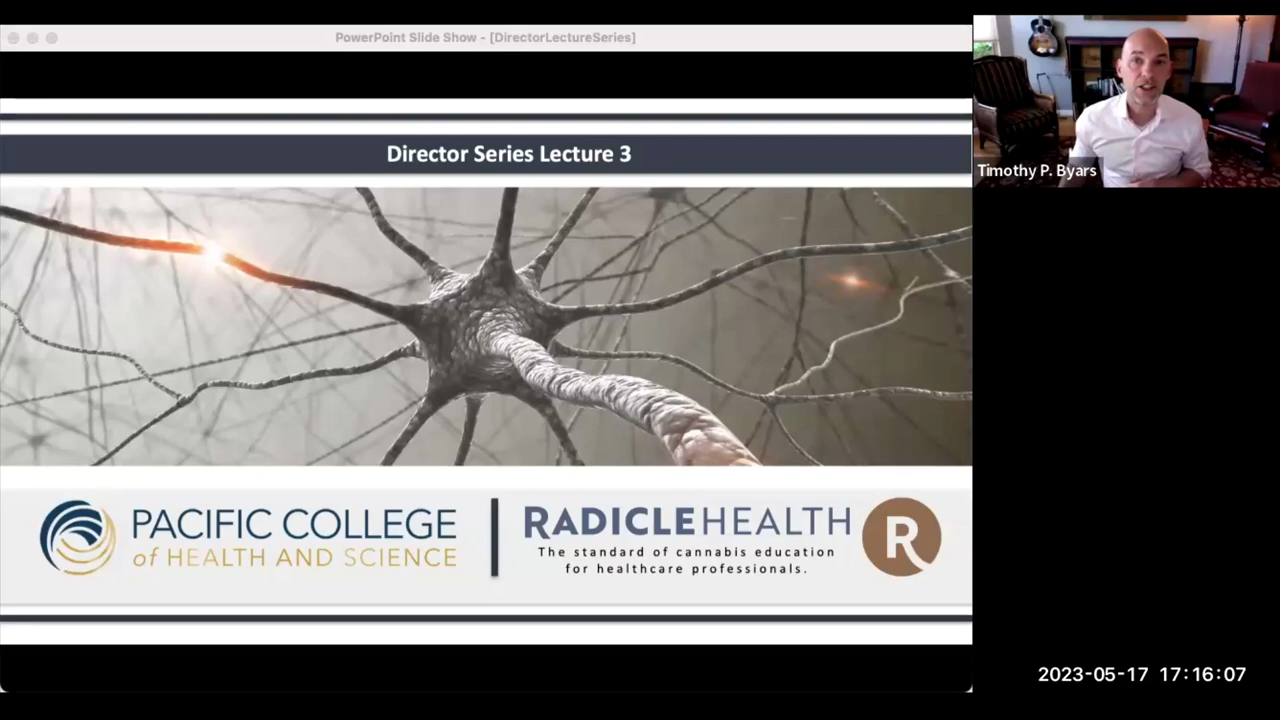 PowerPoint Slide Show - [DirectorLectureSeries]
Director Series Lecture 3
PACIFIC COLLEGE
of HEALTH AND SCIENCE
RADICLEHEALTH
The standard of cannabis education
for healthcare professionals.
R
Timothy P. Byars
2023-05-17 17:16:07